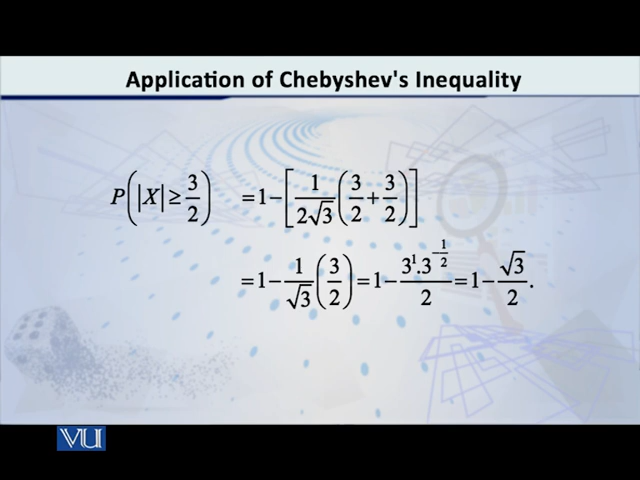 Application of Chebyshev's Inequality
P(|X| ≥ 3/2) = 1 − [1/(2√3) (3/2 + 3/2)]
= 1 − 1/√3 (3/2) = 1 − (3¹.3^(−1/2))/2 = 1 − √3/2.
VU